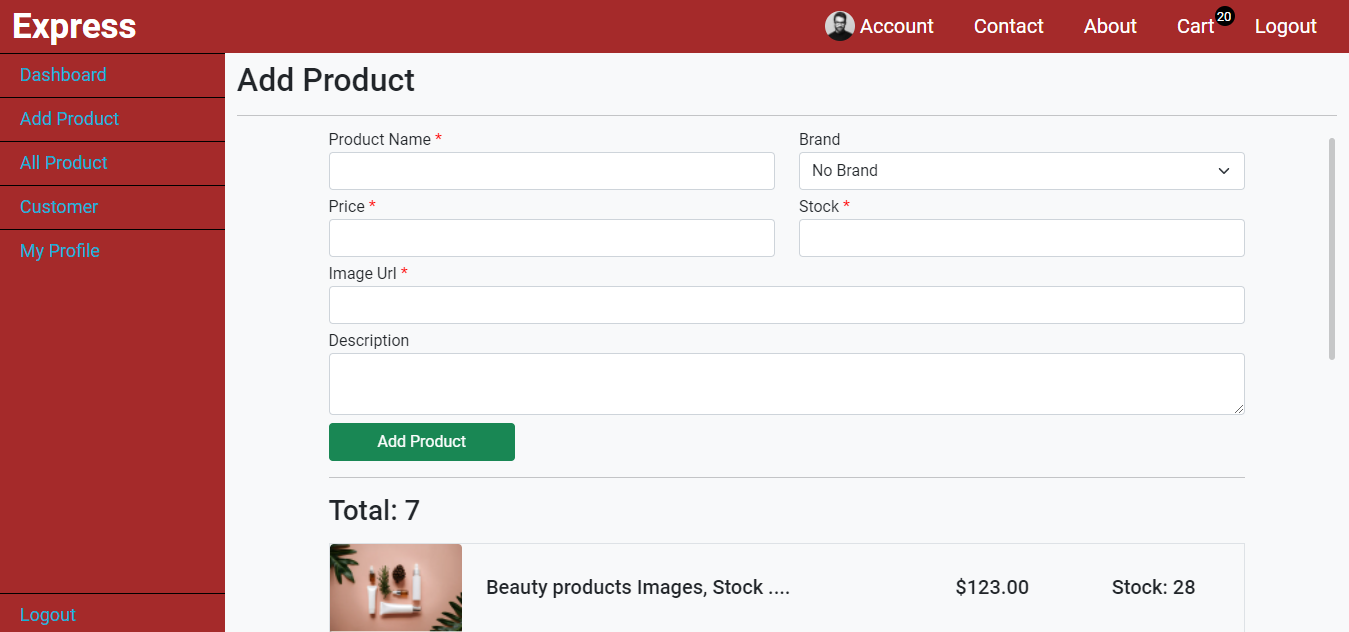 Express
Account Contact About Cart 20 Logout
Dashboard
Add Product
All Product
Customer
My Profile
Logout
Add Product
Product Name *
Brand
No Brand
Price *
Stock *
Image Url *
Description
Add Product
Total: 7
Beauty products Images, Stock .... $123.00 Stock: 28